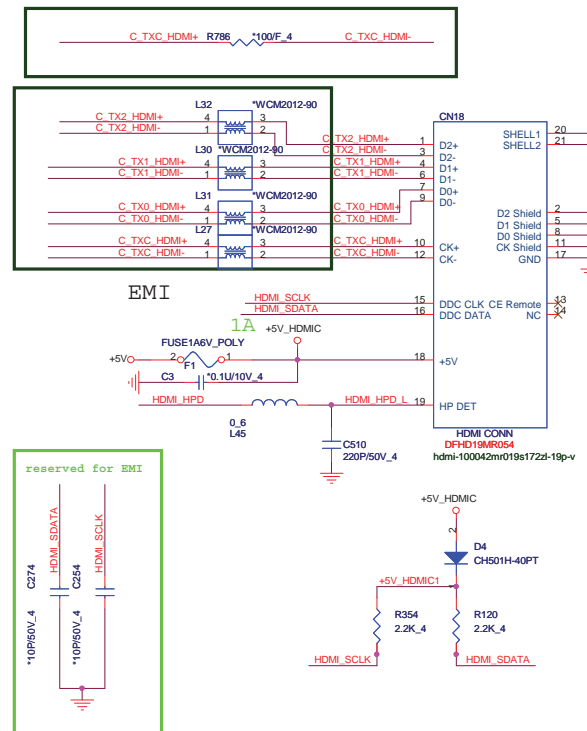 C_TXC_HDMI+ R786 *100/F_4 C_TXC_HDMI-
L32 *WCM2012-90
C_TX2_HDMI+ 4 3 C_TX2_HDMI+ 1
C_TX2_HDMI- 1 2 C_TX2_HDMI- 3
L30 *WCM2012-90
C_TX1_HDMI+ 4 3 C_TX1_HDMI+ 4
C_TX1_HDMI- 1 2 C_TX1_HDMI- 6
L31 *WCM2012-90
C_TX0_HDMI+ 4 3 C_TX0_HDMI+ 7
C_TX0_HDMI- 1 2 C_TX0_HDMI- 9
L27 *WCM2012-90
C_TXC_HDMI+ 4 3 C_TXC_HDMI+ 10
C_TXC_HDMI- 1 2 C_TXC_HDMI- 12
EMI
CN18
SHELL1 20
SHELL2 21
D2+
D2-
D1+
D1-
D0+
D0-
D2 Shield 2
D1 Shield 5
D0 Shield 8
CK+ CK Shield 11
CK- GND 17
HDMI_SCLK 15 DDC CLK CE Remote 13
HDMI_SDATA 16 DDC DATA NC 14
1A
+5V_HDMIC
FUSE1A6V_POLY
+5V 2 1 18 +5V
F1
C3 *0.1U/10V_4
HDMI_HPD HDMI_HPD_L 19 HP DET
0_6
L45
C510
220P/50V_4
HDMI CONN
DFHD19MR054
hdmi-100042mr019s172zl-19p-v
reserved for EMI
HDMI_SDATA
HDMI_SCLK
C274
C254
*10P/50V_4
*10P/50V_4
+5V_HDMIC
2
D4
CH501H-40PT
+5V_HDMIC1
1
R354
2.2K_4
R120
2.2K_4
HDMI_SCLK HDMI_SDATA